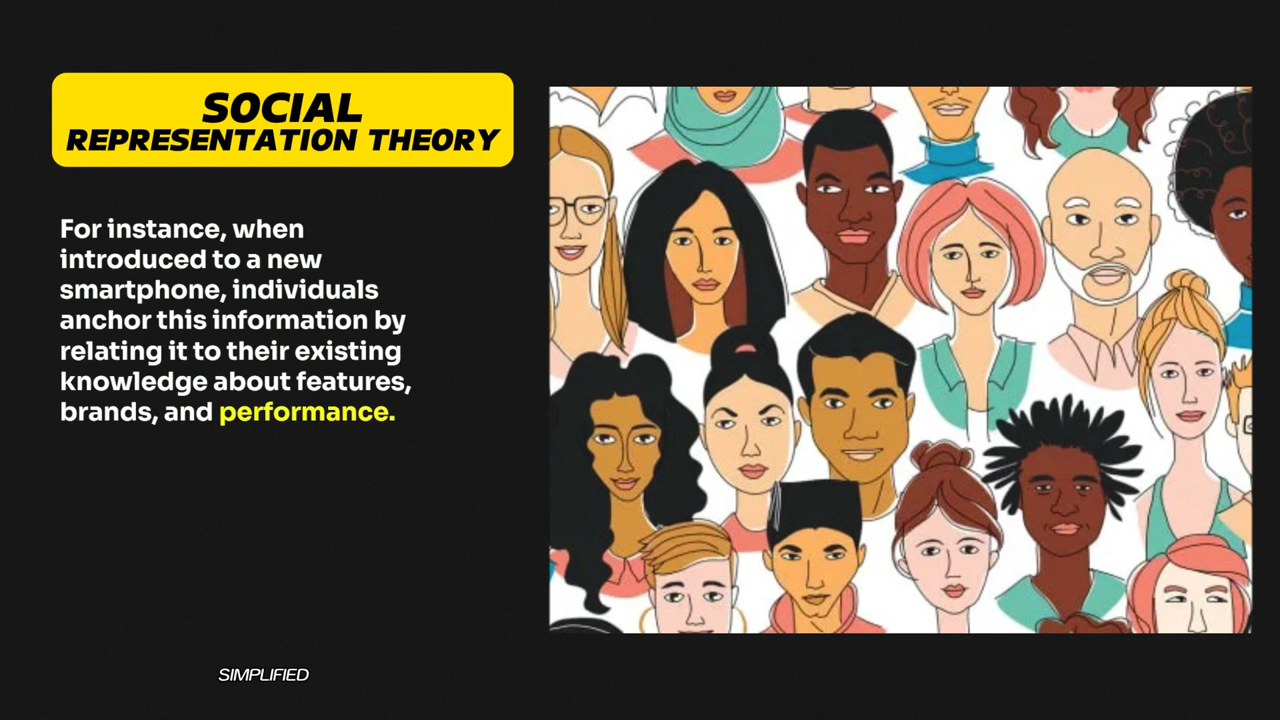 SOCIAL
REPRESENTATION THEORY
For instance, when
introduced to a new
smartphone, individuals
anchor this information by
relating it to their existing
knowledge about features,
brands, and performance.
SIMPLIFIED